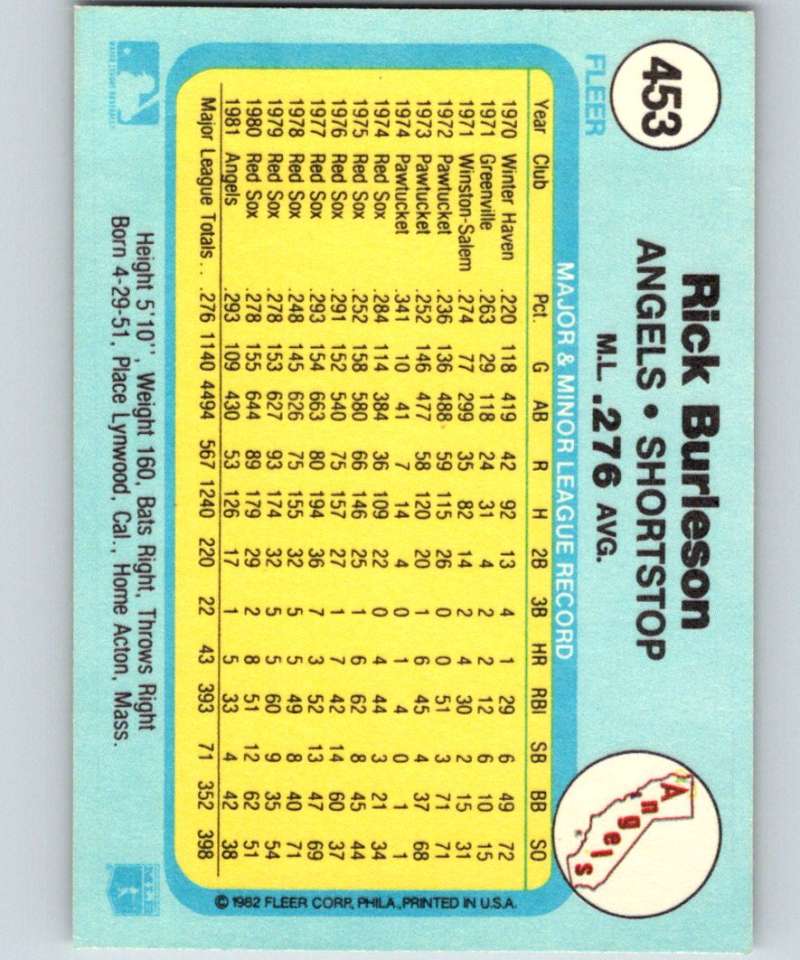 453
FLEER
Rick Burleson
ANGELS • SHORTSTOP
M.L. .276 AVG.
Angels
MAJOR & MINOR LEAGUE RECORD
Year Club Pct. G AB R H 2B 3B HR RBI SB BB SO
1970 Winter Haven .220 118 419 42 92 13 4 1 29 6 49 72
1971 Greenville .263 29 118 24 31 4 2 2 12 6 10 15
1971 Winston-Salem .274 77 299 35 82 14 2 4 30 2 15 31
1972 Pawtucket .236 136 488 59 115 26 0 0 51 3 71 71
1973 Pawtucket .252 146 477 58 120 20 1 6 45 4 37 68
1974 Pawtucket .341 10 41 7 14 4 0 1 4 0 1 1
1974 Red Sox .284 114 384 36 109 22 0 4 44 3 21 34
1975 Red Sox .252 158 580 66 146 25 1 6 62 8 45 44
1976 Red Sox .291 152 540 75 157 27 1 7 42 14 60 37
1977 Red Sox .293 154 663 80 194 36 7 3 52 13 47 69
1978 Red Sox .248 145 626 75 155 32 5 5 49 8 40 71
1979 Red Sox .278 153 627 93 174 32 5 5 60 9 35 54
1980 Red Sox .278 155 644 89 179 29 2 8 51 12 62 51
1981 Angels .293 109 430 53 126 17 1 5 33 4 42 38
Major League Totals . . .276 1140 4494 567 1240 220 22 43 393 71 352 398
© 1982 FLEER CORP., PHILA., PRINTED IN U.S.A.
Height 5'10", Weight 160, Bats Right, Throws Right
Born 4-29-51, Place Lynwood, Cal., Home Acton, Mass.